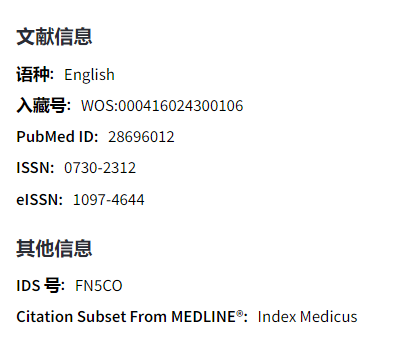 文献信息
语种: English
入藏号: WOS:000416024300106
PubMed ID: 28696012
ISSN: 0730-2312
eISSN: 1097-4644
其他信息
IDS 号: FN5CO
Citation Subset From MEDLINE®: Index Medicus